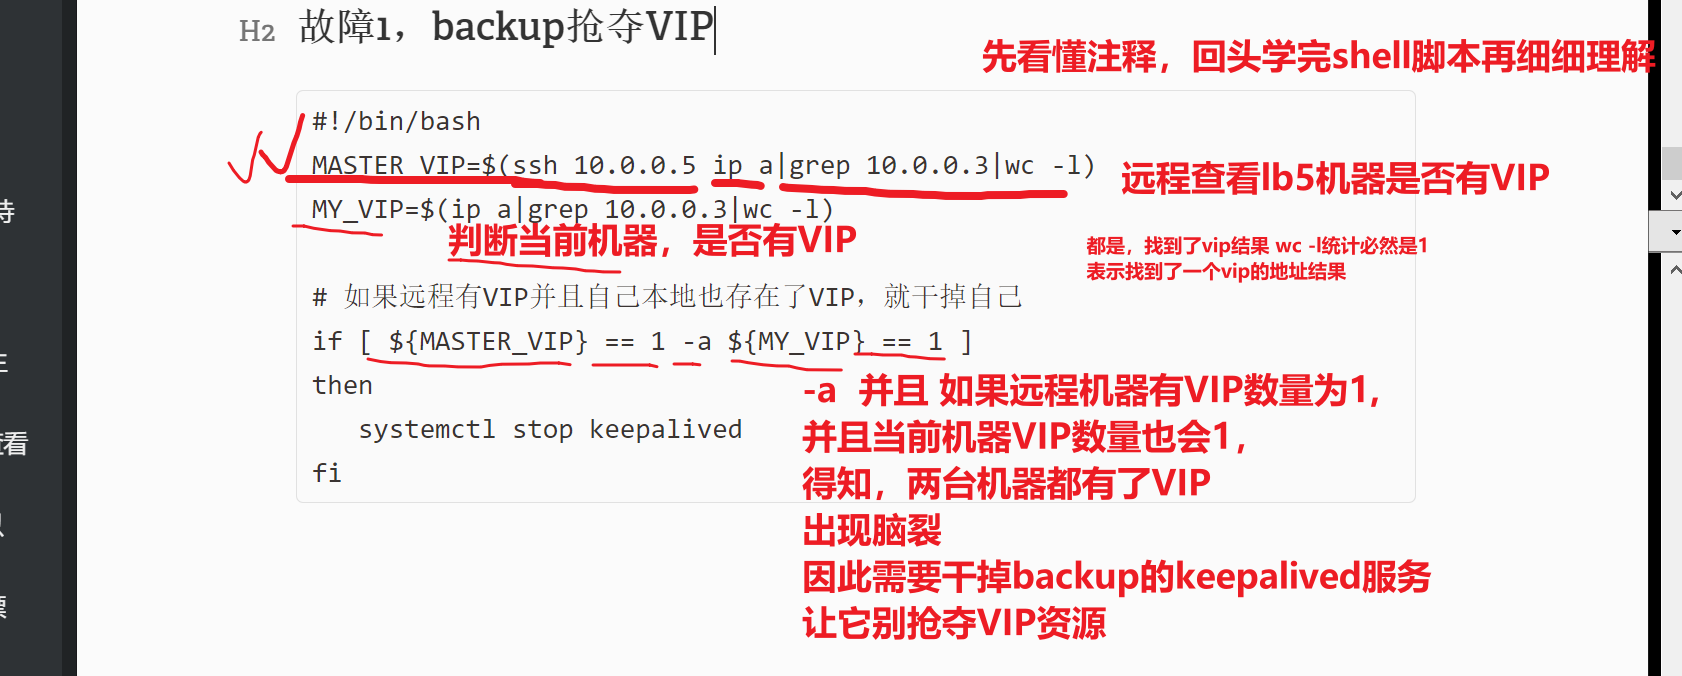 H2 故障1，backup抢夺VIP
先看懂注释，回头学完shell脚本再细细理解
#!/bin/bash
MASTER_VIP=$(ssh 10.0.0.5 ip a|grep 10.0.0.3|wc -l)
远程查看lb5机器是否有VIP
MY_VIP=$(ip a|grep 10.0.0.3|wc -l)
判断当前机器，是否有VIP
都是，找到了vip结果 wc -l统计必然是1
表示找到了一个vip的地址结果
# 如果远程有VIP并且自己本地也存在了VIP，就干掉自己
if [ ${MASTER_VIP} == 1 -a ${MY_VIP} == 1 ]
then
systemctl stop keepalived
fi
-a 并且 如果远程机器有VIP数量为1，
并且当前机器VIP数量也会1，
得知，两台机器都有了VIP
出现脑裂
因此需要干掉backup的keepalived服务
让它别抢夺VIP资源
看